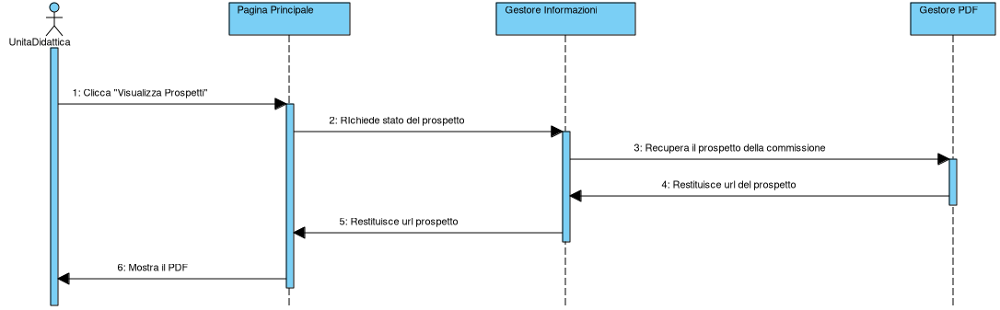 Pagina Principale
Gestore Informazioni
Gestore PDF
UnitaDidattica
1: Clicca "Visualizza Prospetti"
2: RIchiede stato del prospetto
3: Recupera il prospetto della commissione
4: Restituisce url del prospetto
5: Restituisce url prospetto
6: Mostra il PDF